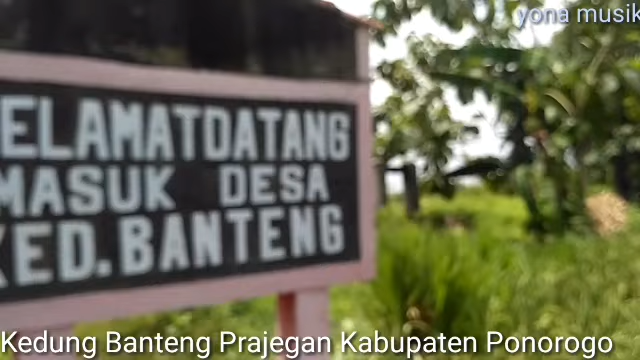 yona musik
ELAMATDATANG
MASUK DESA
KED.BANTENG
Kedung Banteng Prajegan Kabupaten Ponorogo